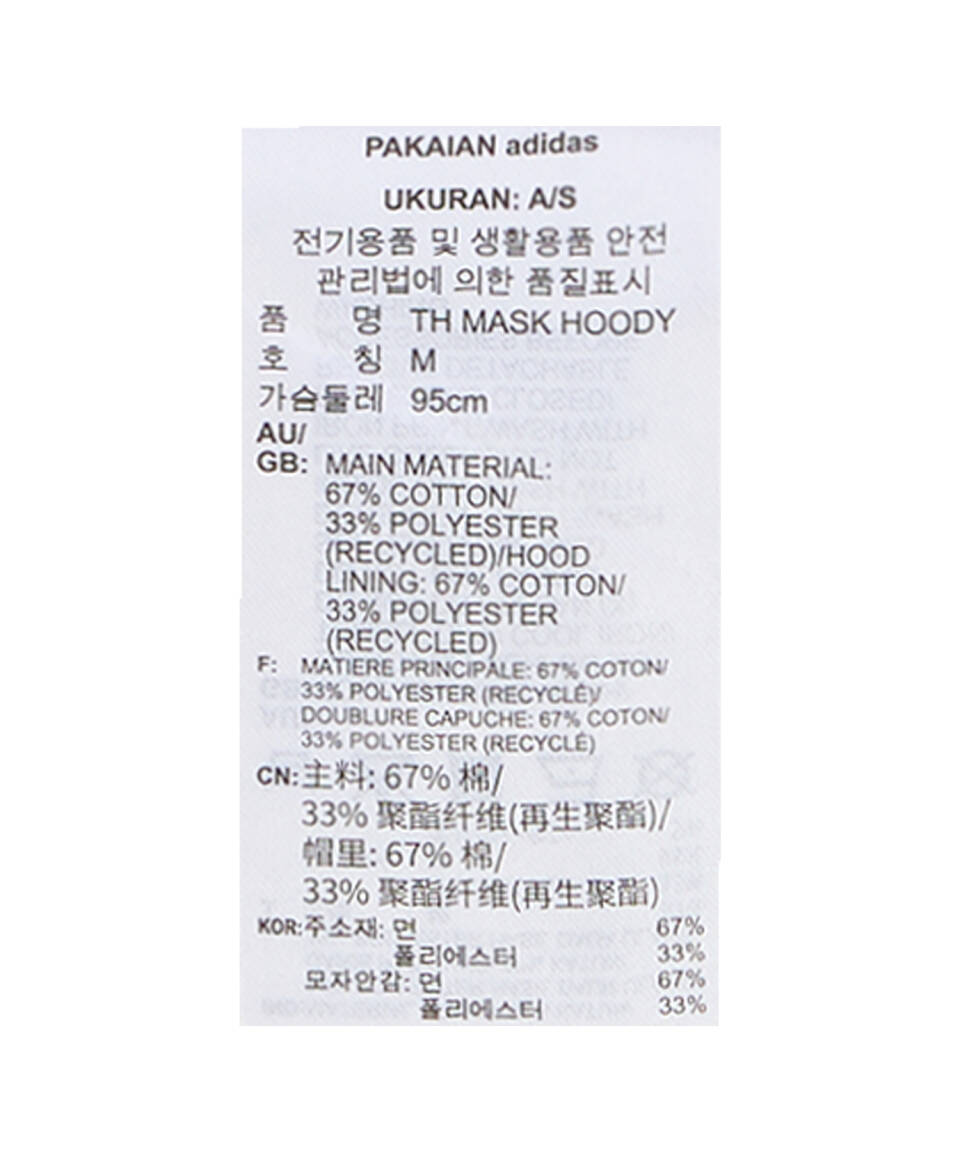 PAKAIAN adidas
UKURAN: A/S
전기용품 및 생활용품 안전
관리법에 의한 품질표시
품 명 TH MASK HOODY
호 칭 M
가슴둘레 95cm
AU/
GB: MAIN MATERIAL:
67% COTTON/
33% POLYESTER
(RECYCLED)/HOOD
LINING: 67% COTTON/
33% POLYESTER
(RECYCLED)
F: MATIERE PRINCIPALE: 67% COTON/
33% POLYESTER (RECYCLÉ)/
DOUBLURE CAPUCHE: 67% COTON/
33% POLYESTER (RECYCLÉ)
CN: 主料: 67% 棉/
33% 聚酯纤维(再生聚酯)/
帽里: 67% 棉/
33% 聚酯纤维(再生聚酯)
KOR: 주소재: 면 67%
폴리에스터 33%
모자안감: 면 67%
폴리에스터 33%